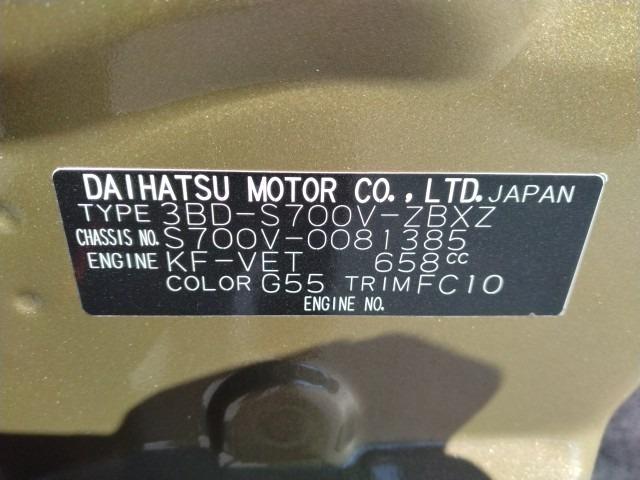 DAIHATSU MOTOR CO., LTD. JAPAN
TYPE 3BD-S700V-ZBXZ
CHASSIS NO. S700V-0081385
ENGINE KF-VET 658cc
COLOR G55 TRIM FC10
ENGINE NO.